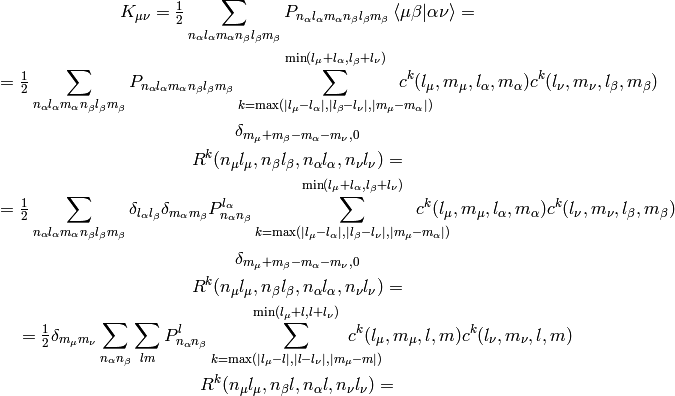 K_{\mu\nu} = \frac{1}{2} \sum_{n_\alpha l_\alpha m_\alpha n_\beta l_\beta m_\beta} P_{n_\alpha l_\alpha m_\alpha n_\beta l_\beta m_\beta} \langle \mu\beta|\alpha\nu \rangle =
= \frac{1}{2} \sum_{n_\alpha l_\alpha m_\alpha n_\beta l_\beta m_\beta} P_{n_\alpha l_\alpha m_\alpha n_\beta l_\beta m_\beta} \sum_{k=\max(|l_\mu-l_\alpha|,|l_\beta-l_\nu|,|m_\mu-m_\alpha|)}^{\min(l_\mu+l_\alpha,l_\beta+l_\nu)} c^k(l_\mu, m_\mu, l_\alpha, m_\alpha) c^k(l_\nu, m_\nu, l_\beta, m_\beta)
\delta_{m_\mu+m_\beta-m_\alpha-m_\nu,0}
R^k(n_\mu l_\mu, n_\beta l_\beta, n_\alpha l_\alpha, n_\nu l_\nu) =
= \frac{1}{2} \sum_{n_\alpha l_\alpha m_\alpha n_\beta l_\beta m_\beta} \delta_{l_\alpha l_\beta} \delta_{m_\alpha m_\beta} P^{l_\alpha}_{n_\alpha n_\beta} \sum_{k=\max(|l_\mu-l_\alpha|,|l_\beta-l_\nu|,|m_\mu-m_\alpha|)}^{\min(l_\mu+l_\alpha,l_\beta+l_\nu)} c^k(l_\mu, m_\mu, l_\alpha, m_\alpha) c^k(l_\nu, m_\nu, l_\beta, m_\beta)
\delta_{m_\mu+m_\beta-m_\alpha-m_\nu,0}
R^k(n_\mu l_\mu, n_\beta l_\beta, n_\alpha l_\alpha, n_\nu l_\nu) =
= \frac{1}{2} \delta_{m_\mu m_\nu} \sum_{n_\alpha n_\beta} \sum_{lm} P^l_{n_\alpha n_\beta} \sum_{k=\max(|l_\mu-l|,|l-l_\nu|,|m_\mu-m|)}^{\min(l_\mu+l,l+l_\nu)} c^k(l_\mu, m_\mu, l, m) c^k(l_\nu, m_\nu, l, m)
R^k(n_\mu l_\mu, n_\beta l, n_\alpha l, n_\nu l_\nu) =